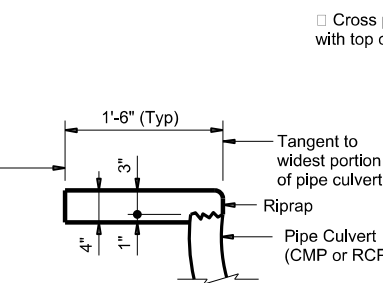 □ Cross
with top
1'-6" (Typ)
3"
4"
1"
Tangent to
widest portion
of pipe culvert
Riprap
Pipe Culvert
(CMP or RCP